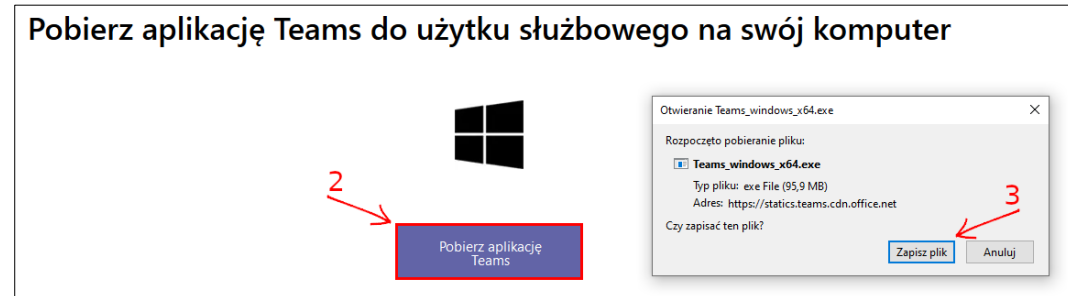 Pobierz aplikację Teams do użytku służbowego na swój komputer
2
Pobierz aplikację
Teams
Otwieranie Teams_windows_x64.exe
Rozpoczęto pobieranie pliku:
Teams_windows_x64.exe
Typ pliku: exe File (95,9 MB)
Adres: https://statics.teams.cdn.office.net
Czy zapisać ten plik?
3
Zapisz plik Anuluj